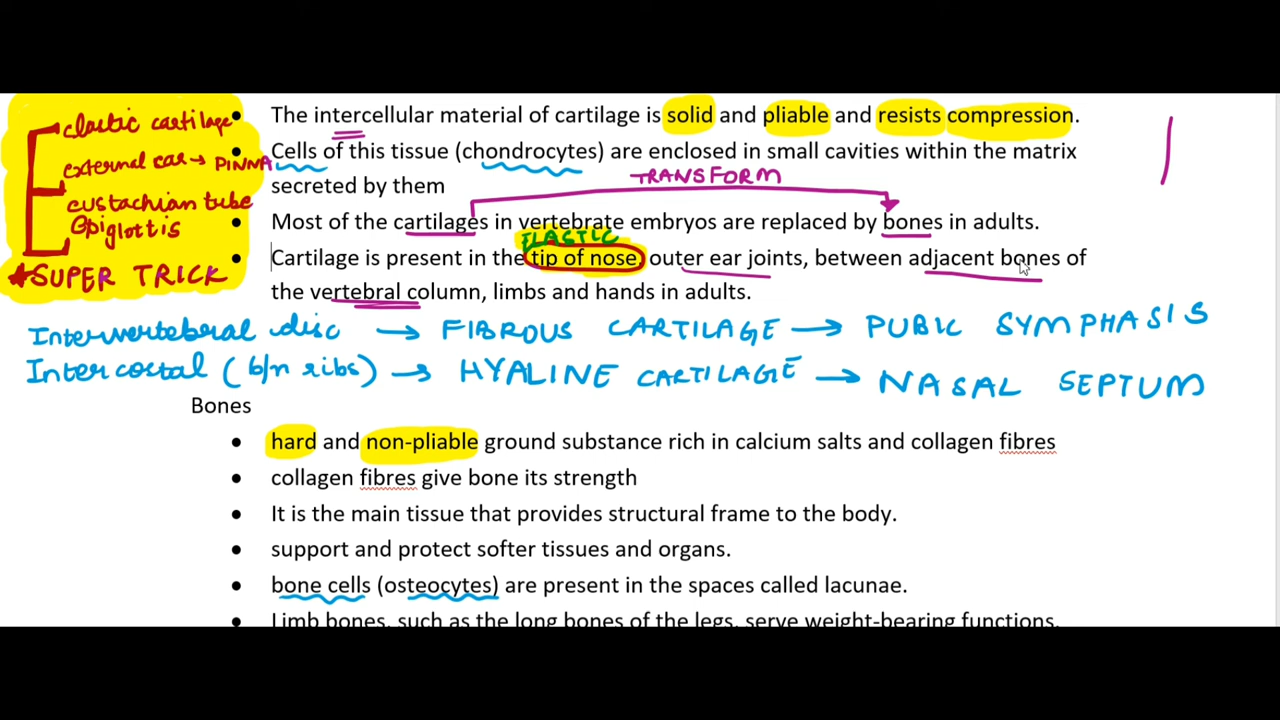 elastic cartilage
external ear → PINNA
eustachian tube
Epiglottis
E
★SUPER TRICK
• The intercellular material of cartilage is solid and pliable and resists compression.
• Cells of this tissue (chondrocytes) are enclosed in small cavities within the matrix
secreted by them
TRANSFORM
• Most of the cartilages in vertebrate embryos are replaced by bones in adults.
ELASTIC
• Cartilage is present in the tip of nose, outer ear joints, between adjacent bones of
the vertebral column, limbs and hands in adults.
Intervertebral disc → FIBROUS CARTILAGE → PUBIC SYMPHASIS
Intercostal (b/n ribs) → HYALINE CARTILAGE → NASAL SEPTUM
Bones
• hard and non-pliable ground substance rich in calcium salts and collagen fibres
• collagen fibres give bone its strength
• It is the main tissue that provides structural frame to the body.
• support and protect softer tissues and organs.
• bone cells (osteocytes) are present in the spaces called lacunae.
• Limb bones, such as the long bones of the legs, serve weight-bearing functions.